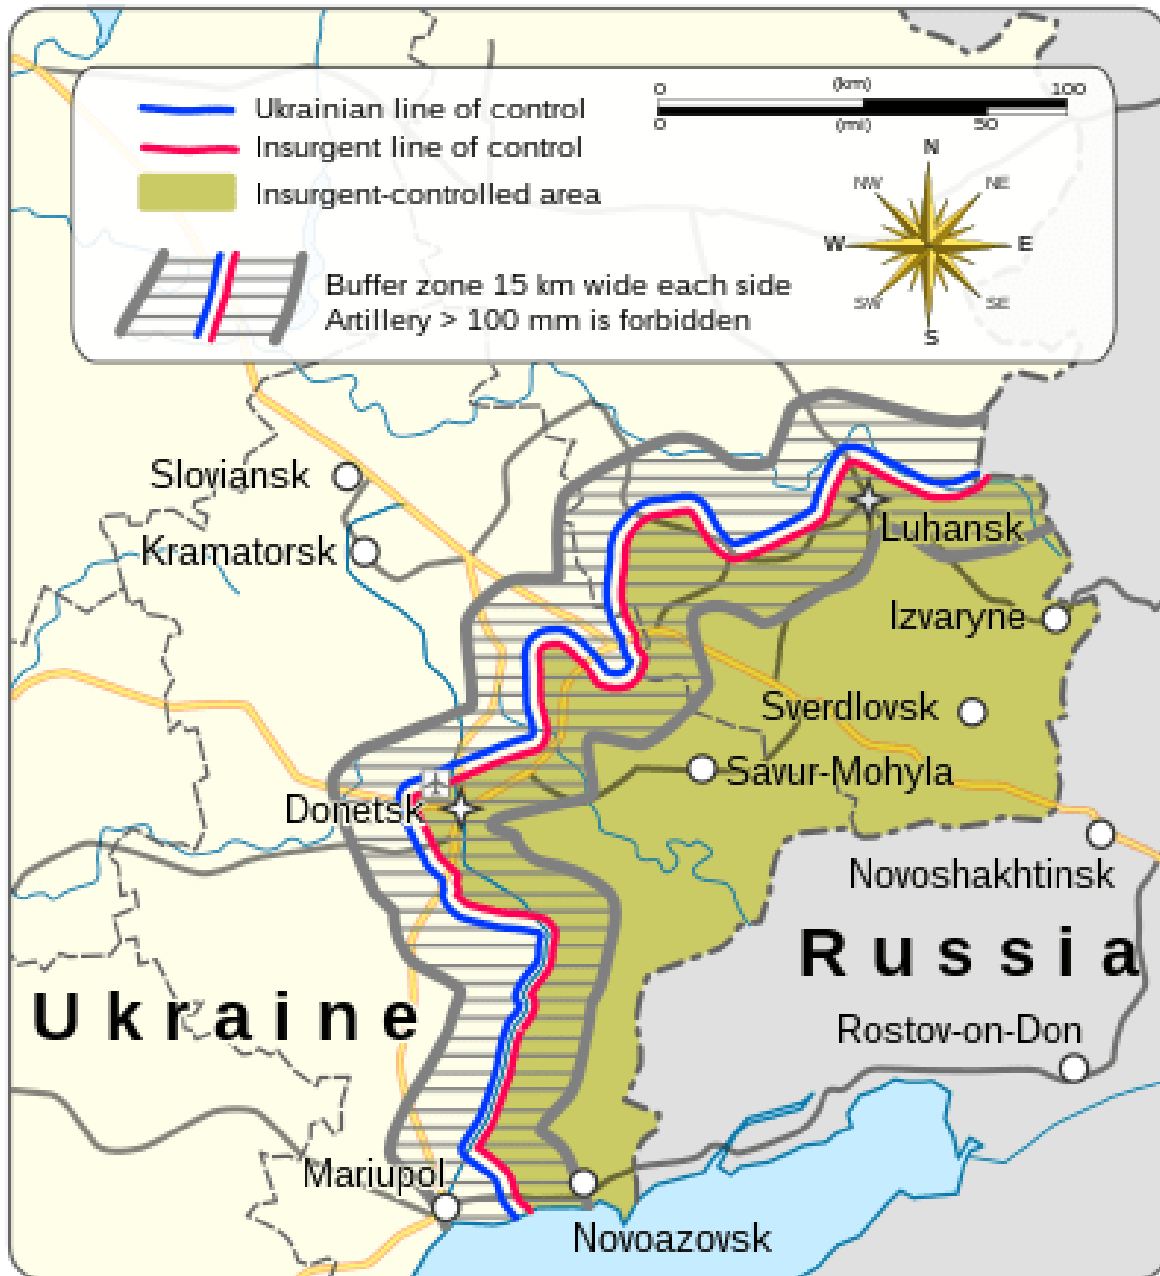 Ukrainian line of control
Insurgent line of control
Insurgent-controlled area
Buffer zone 15 km wide each side
Artillery > 100 mm is forbidden
0 (km) 100
0 (mi) 50
N
NW NE
W E
SW SE
S
Sloviansk
Kramatorsk
Luhansk
Izvaryne
Sverdlovsk
Savur-Mohyla
Donetsk
Novoshakhtinsk
Russia
Ukraine
Rostov-on-Don
Mariupol
Novoazovsk